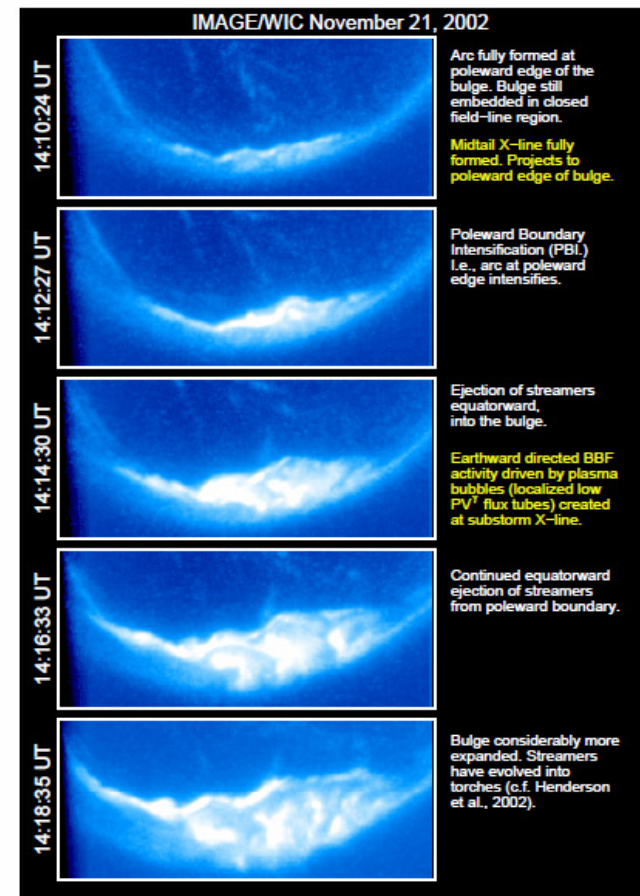 IMAGE/WIC November 21, 2002
14:10:24 UT
Arc fully formed at
poleward edge of the
bulge. Bulge still
embedded in closed
field-line region.
Midtail X-line fully
formed. Projects to
poleward edge of bulge.
14:12:27 UT
Poleward Boundary
Intensification (PBI.)
I.e., arc at poleward
edge intensifies.
14:14:30 UT
Ejection of streamers
equatorward,
into the bulge.
Earthward directed BBF
activity driven by plasma
bubbles (localized low
PVᵞ flux tubes) created
at substorm X-line.
14:16:33 UT
Continued equatorward
ejection of streamers
from poleward boundary.
14:18:35 UT
Bulge considerably more
expanded. Streamers
have evolved into
torches (c.f. Henderson
et al., 2002).